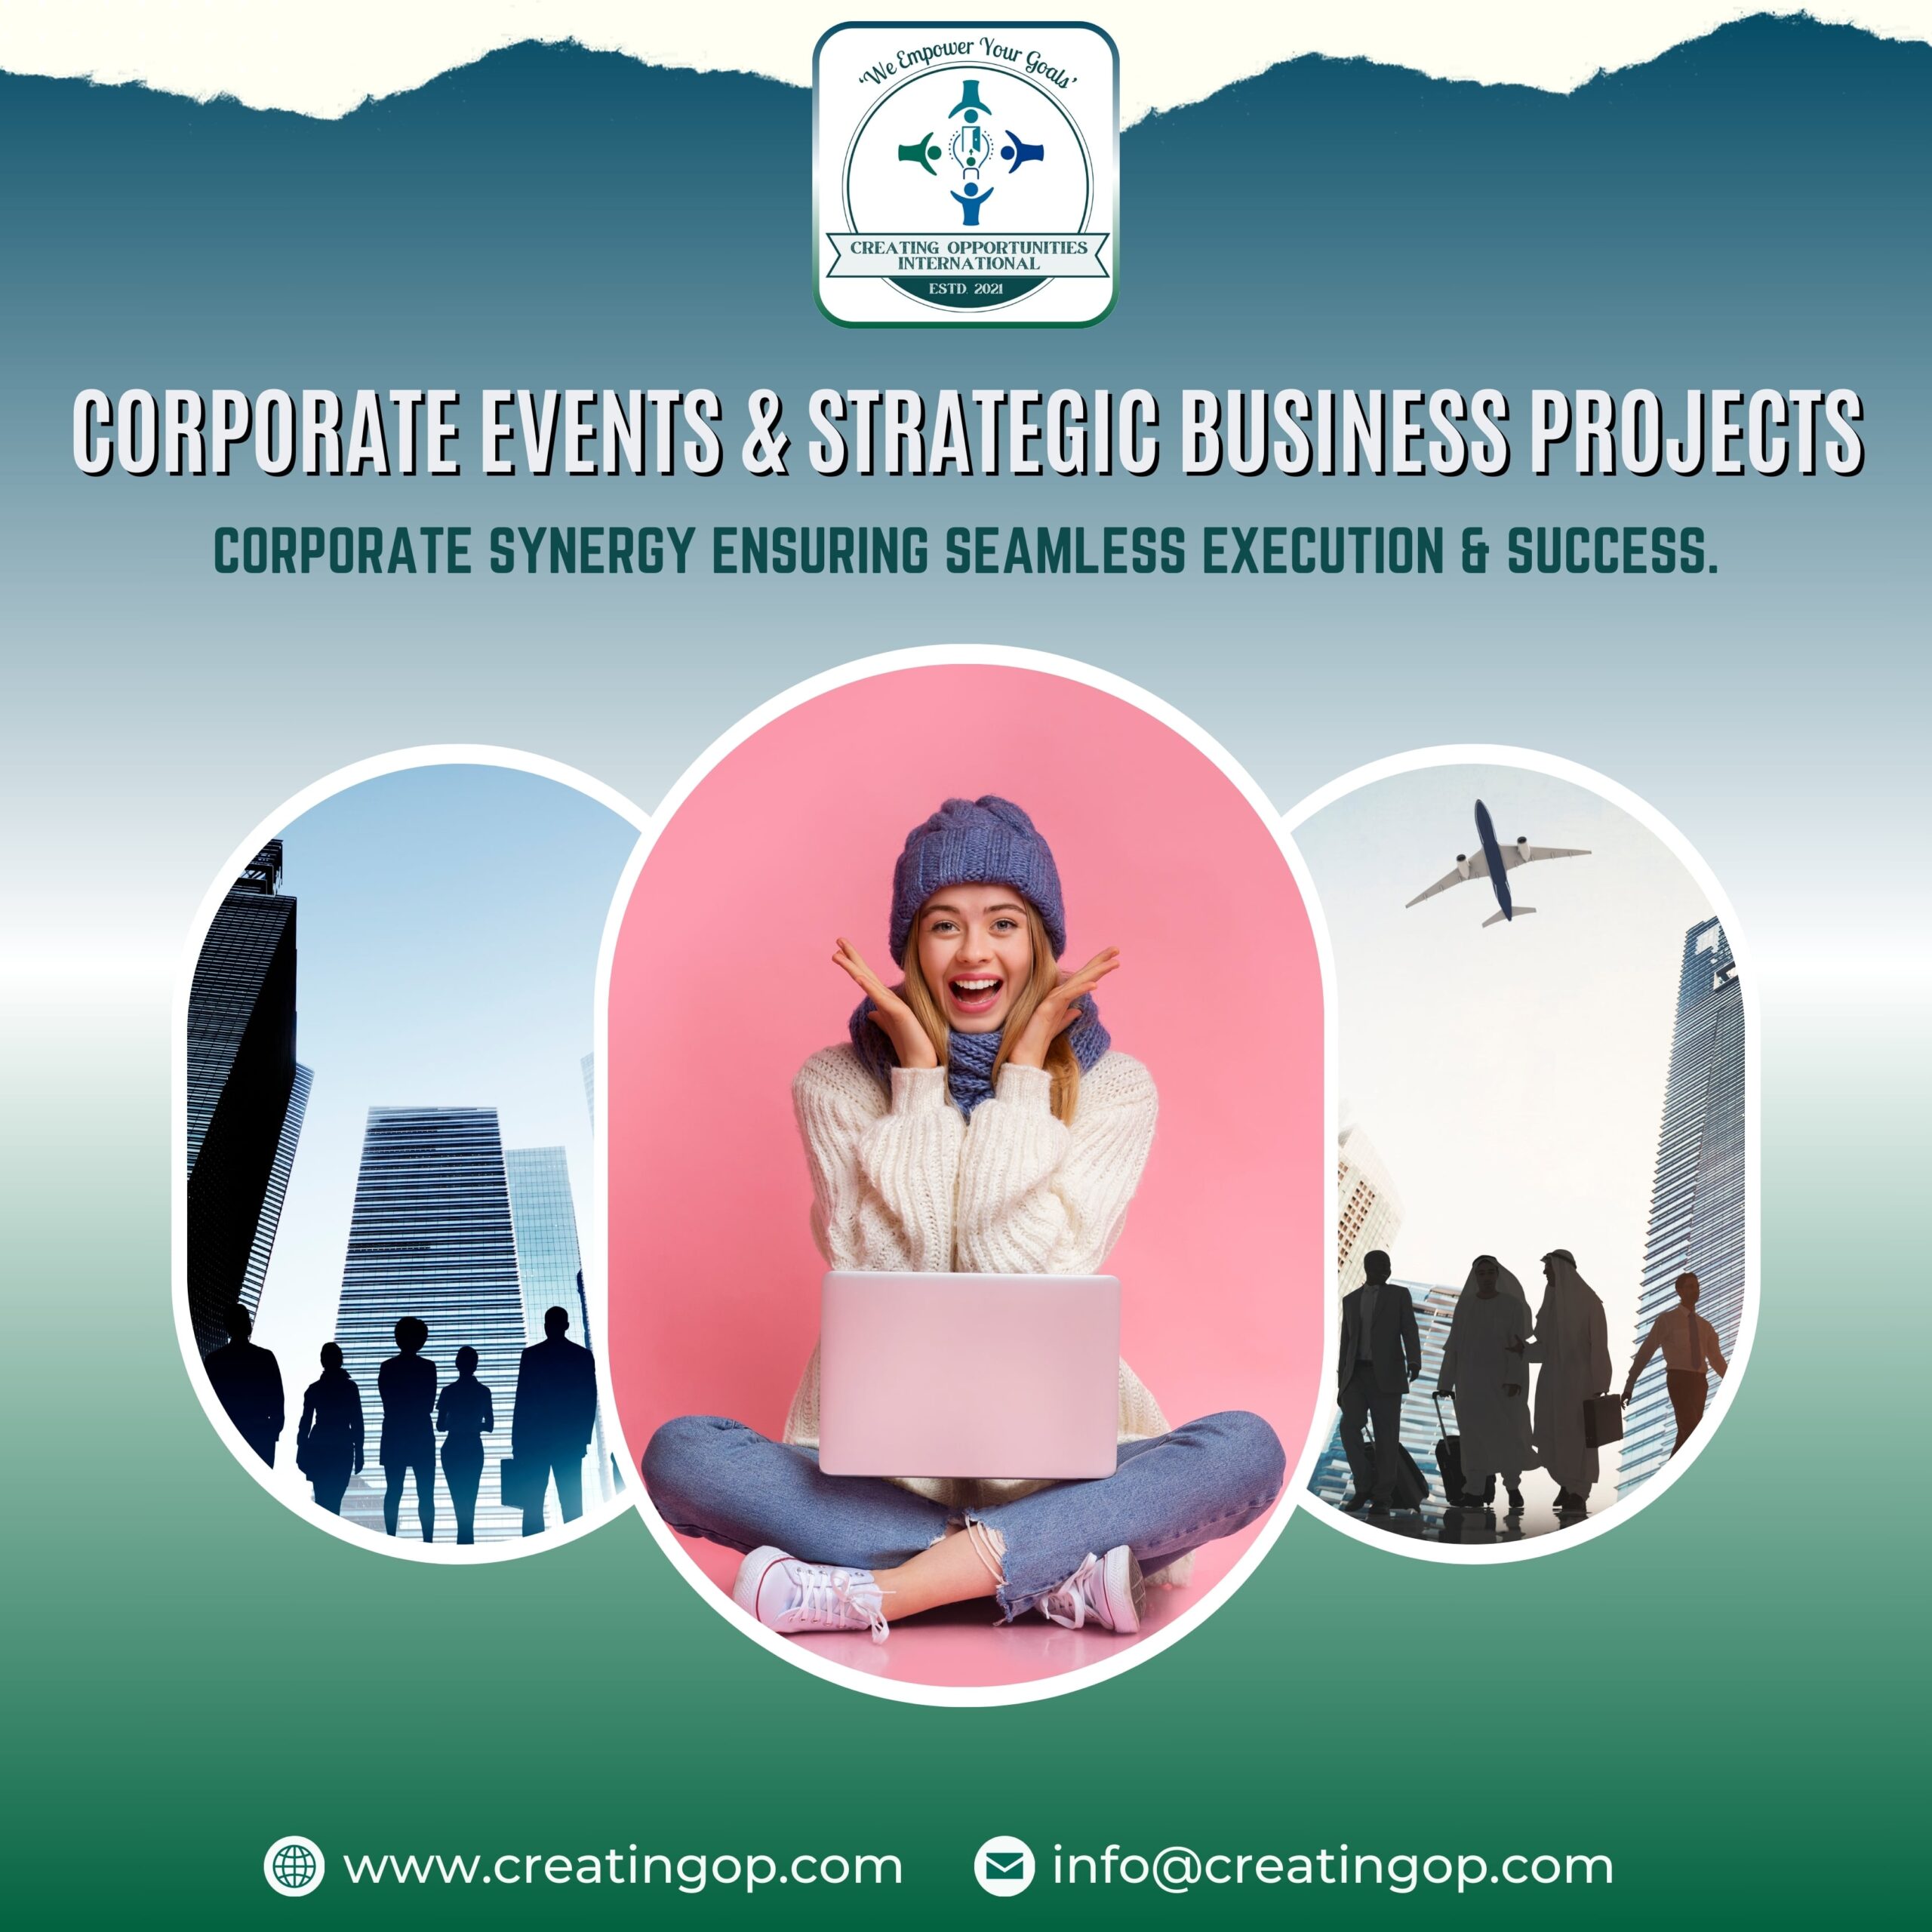 'We Empower Your Goals'
CREATING OPPORTUNITIES
INTERNATIONAL
ESTD. 2021
CORPORATE EVENTS & STRATEGIC BUSINESS PROJECTS
CORPORATE SYNERGY ENSURING SEAMLESS EXECUTION & SUCCESS.
www.creatingop.com
info@creatingop.com